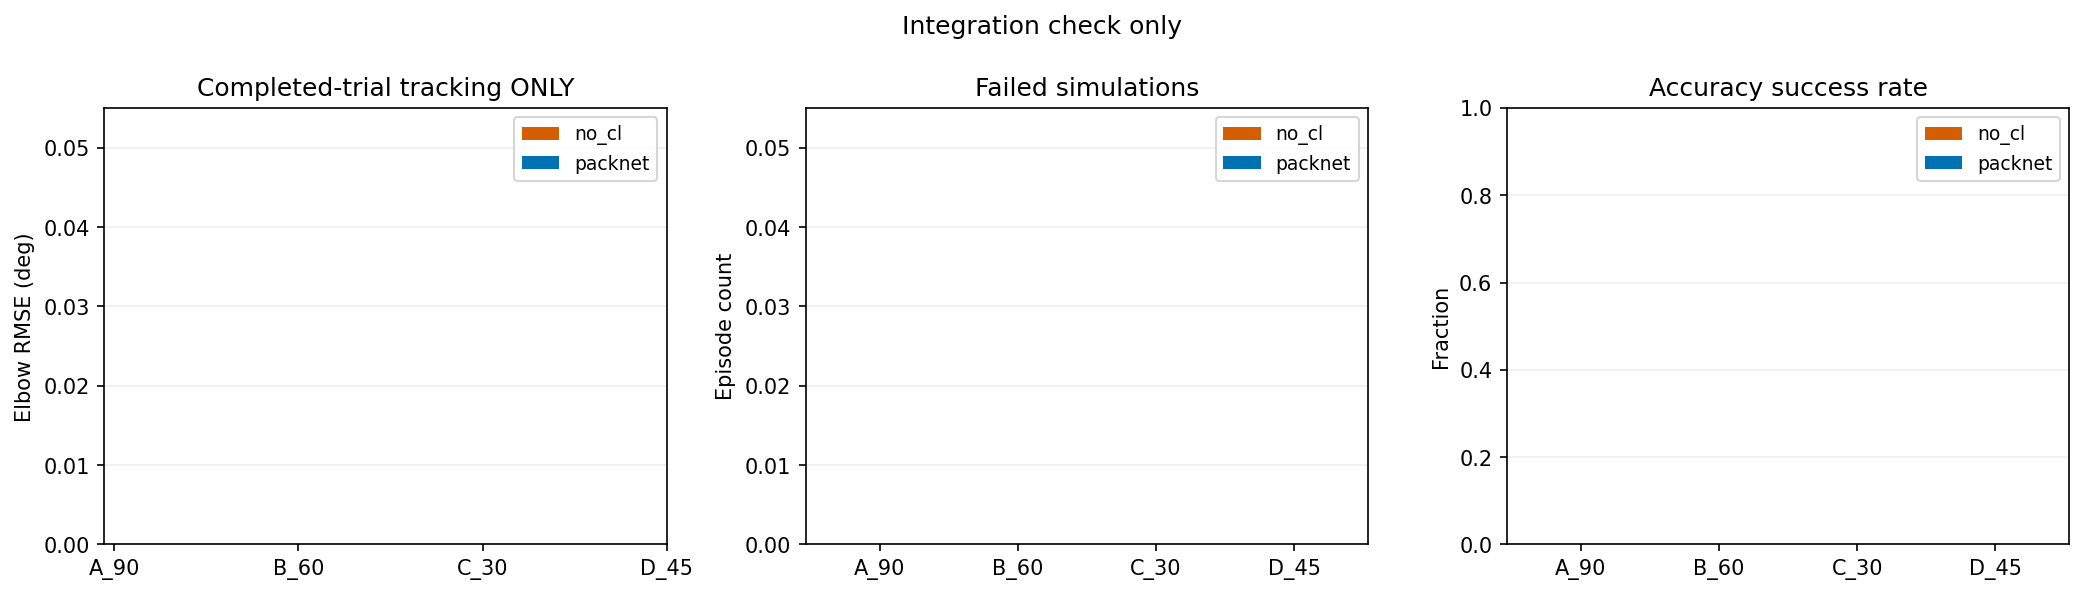 Integration check only
Completed-trial tracking ONLY
Elbow RMSE (deg)
0.05
0.04
0.03
0.02
0.01
0.00
A_90 B_60 C_30 D_45
no_cl
packnet
Failed simulations
Episode count
0.05
0.04
0.03
0.02
0.01
0.00
A_90 B_60 C_30 D_45
no_cl
packnet
Accuracy success rate
Fraction
1.0
0.8
0.6
0.4
0.2
0.0
A_90 B_60 C_30 D_45
no_cl
packnet